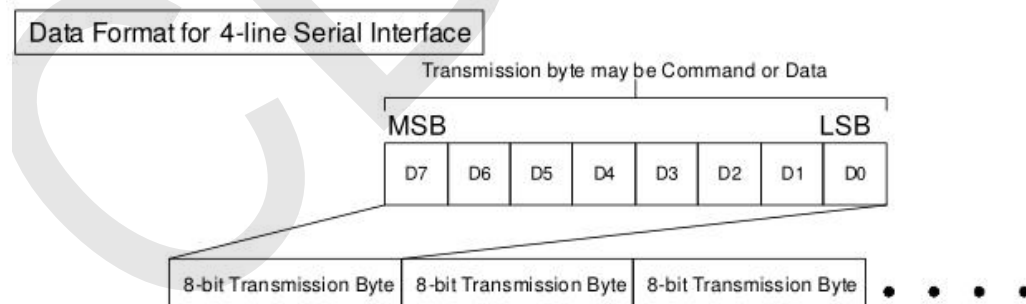 Data Format for 4-line Serial Interface
Transmission byte may be Command or Data
MSB LSB
D7 D6 D5 D4 D3 D2 D1 D0
8-bit Transmission Byte 8-bit Transmission Byte 8-bit Transmission Byte